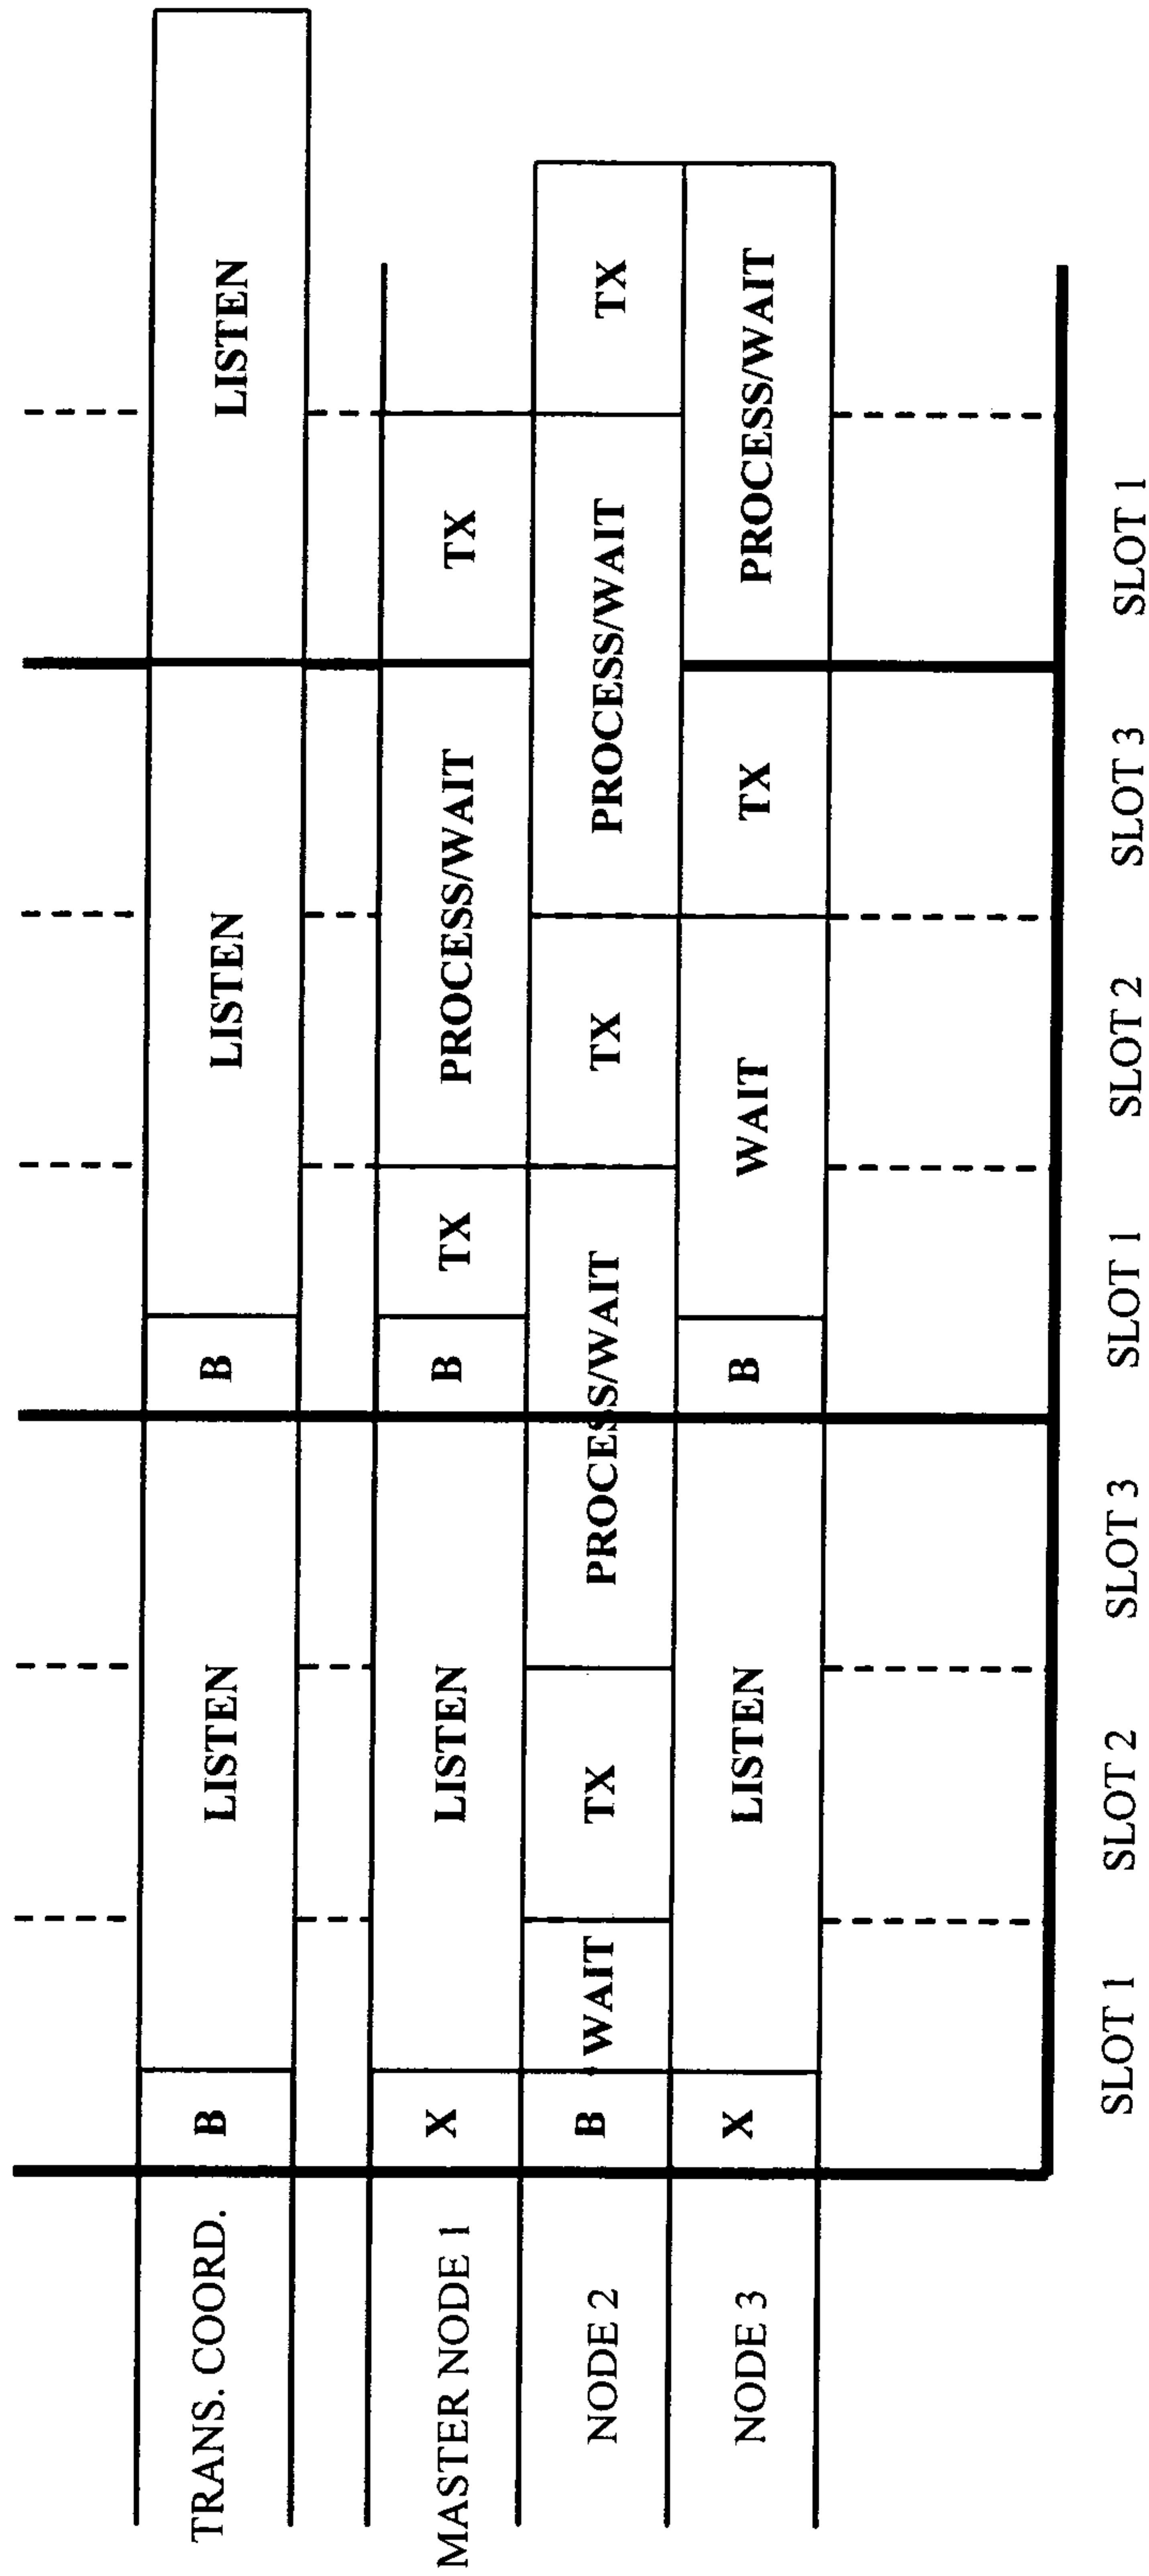 TRANS. COORD. B LISTEN B LISTEN LISTEN
MASTER NODE 1 X LISTEN B TX PROCESS/WAIT TX
NODE 2 B WAIT TX PROCESS/WAIT TX PROCESS/WAIT TX
NODE 3 X LISTEN B WAIT TX PROCESS/WAIT
SLOT 1 SLOT 2 SLOT 3 SLOT 1 SLOT 2 SLOT 3 SLOT 1